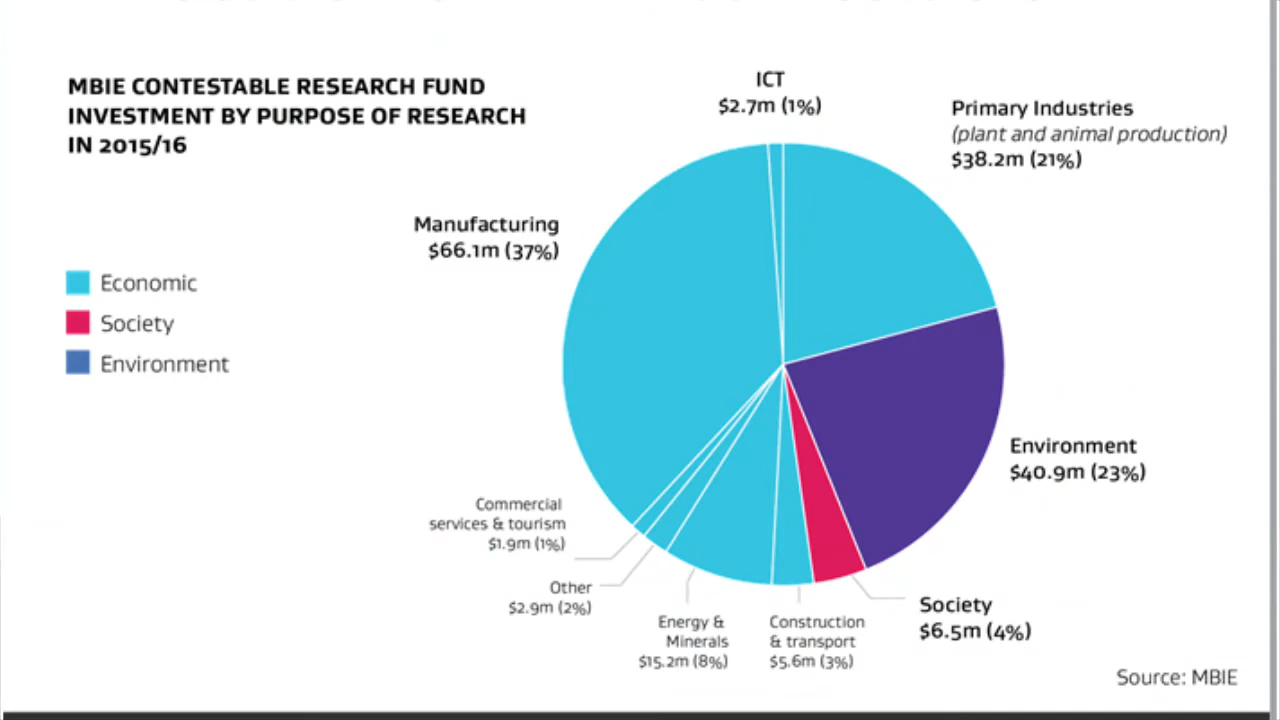 MBIE CONTESTABLE RESEARCH FUND
INVESTMENT BY PURPOSE OF RESEARCH
IN 2015/16
ICT
$2.7m (1%)
Primary Industries
(plant and animal production)
$38.2m (21%)
Manufacturing
$66.1m (37%)
Economic
Society
Environment
Environment
$40.9m (23%)
Commercial
services & tourism
$1.9m (1%)
Other
$2.9m (2%)
Energy &
Minerals
$15.2m (8%)
Construction
& transport
$5.6m (3%)
Society
$6.5m (4%)
Source: MBIE